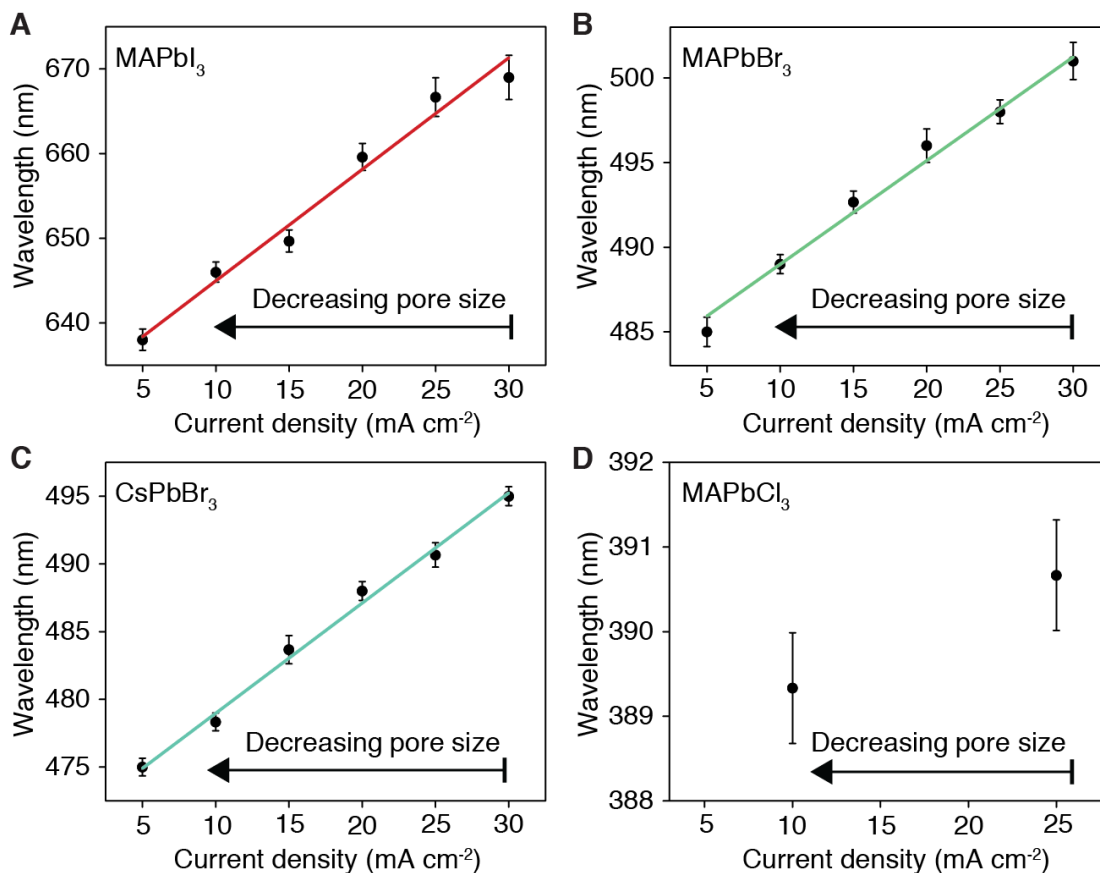 A
MAPbI₃
Wavelength (nm)
670
660
650
640
Decreasing pore size
5 10 15 20 25 30
Current density (mA cm⁻²)
B
MAPbBr₃
Wavelength (nm)
500
495
490
485
Decreasing pore size
5 10 15 20 25 30
Current density (mA cm⁻²)
C
CsPbBr₃
Wavelength (nm)
495
490
485
480
475
Decreasing pore size
5 10 15 20 25 30
Current density (mA cm⁻²)
D
MAPbCl₃
Wavelength (nm)
392
391
390
389
388
Decreasing pore size
5 10 15 20 25
Current density (mA cm⁻²)